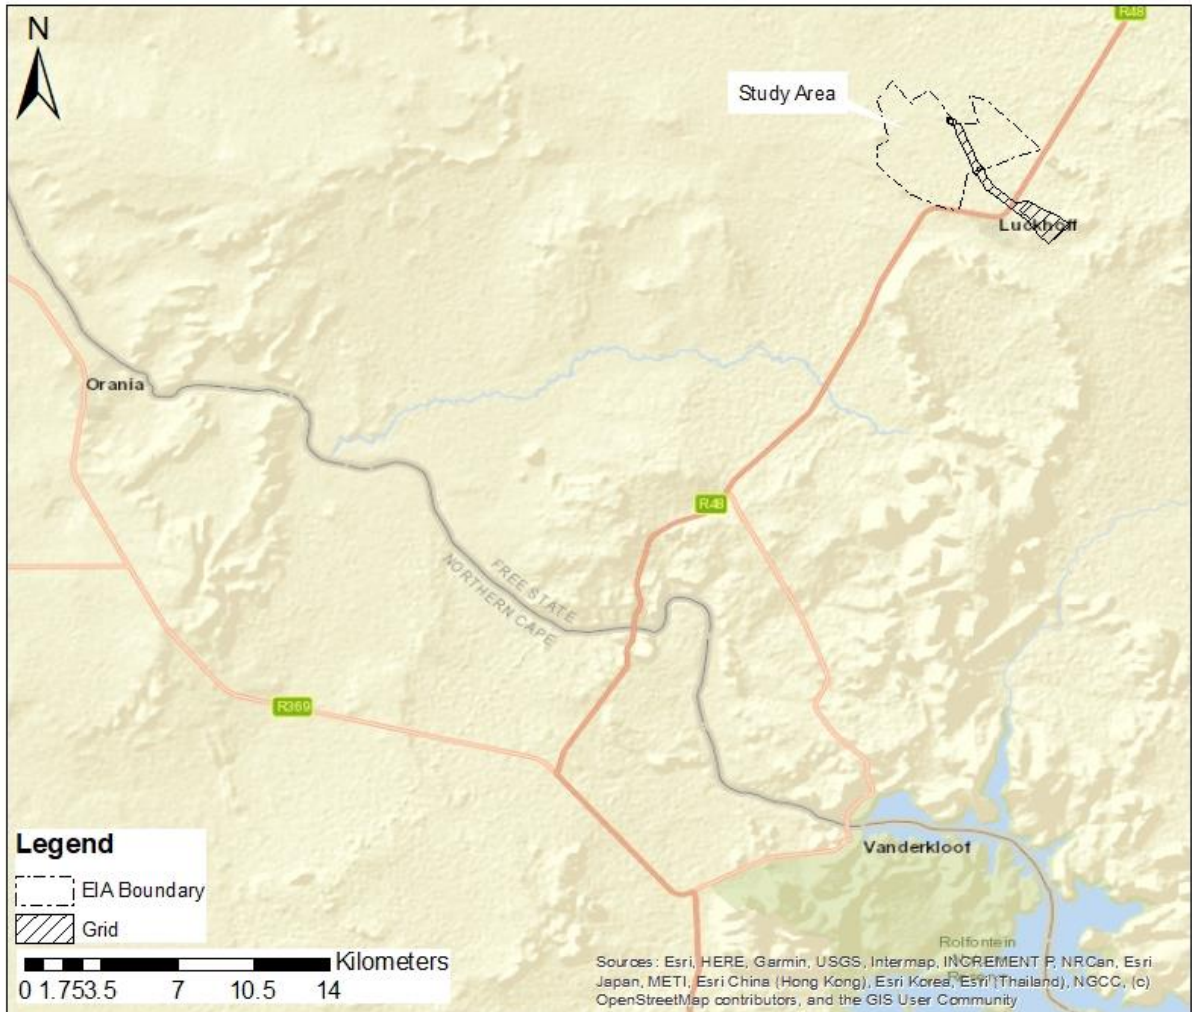 N
R48
Study Area
Luckhoff
Orania
R48
FREE STATE
NORTHERN CAPE
R369
Vanderkloof
Legend
EIA Boundary
Grid
Kilometers
0 1.753.5 7 10.5 14
Rolfontein
Sources: Esri, HERE, Garmin, USGS, Intermap, INCREMENT P, NRCan, Esri
Japan, METI, Esri China (Hong Kong), Esri Korea, Esri (Thailand), NGCC, (c)
OpenStreetMap contributors, and the GIS User Community